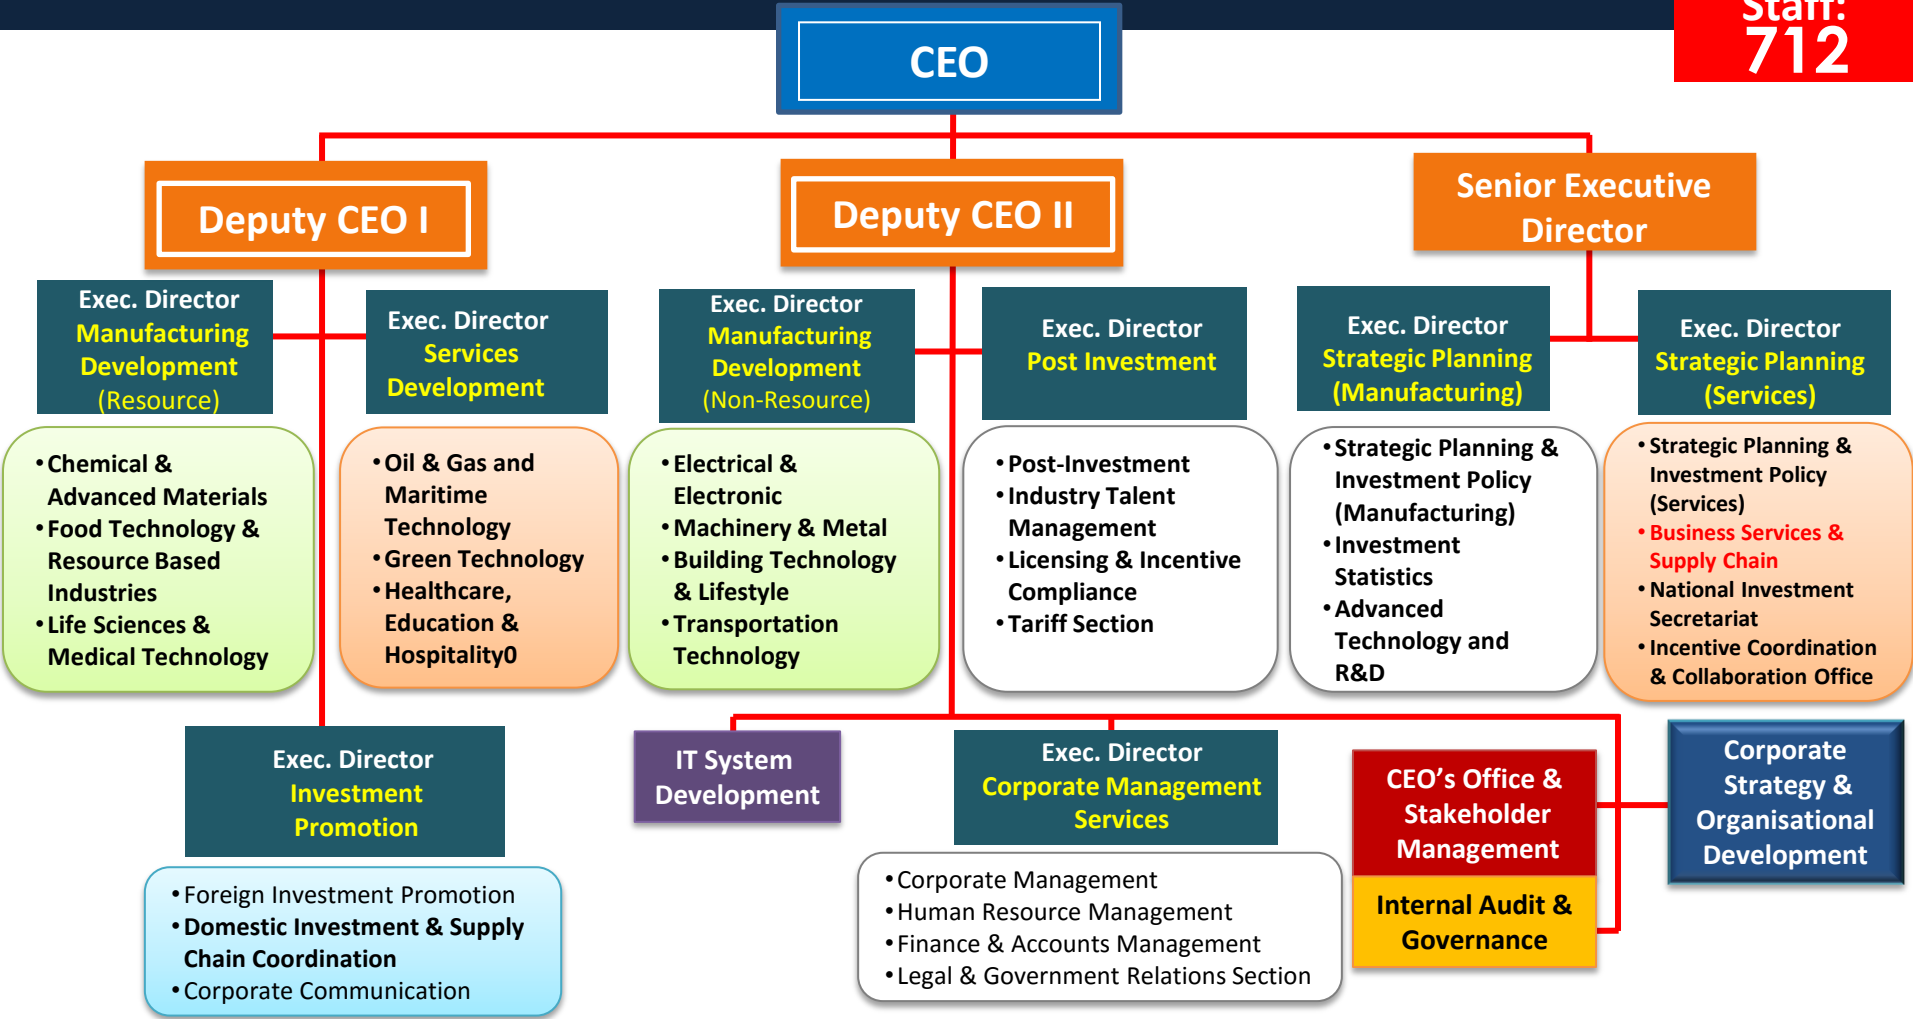 Staff:
712
CEO
Deputy CEO I
Deputy CEO II
Senior Executive
Director
Exec. Director
Manufacturing
Development
(Resource)
Exec. Director
Services
Development
Exec. Director
Manufacturing
Development
(Non-Resource)
Exec. Director
Post Investment
Exec. Director
Strategic Planning
(Manufacturing)
Exec. Director
Strategic Planning
(Services)
• Chemical &
Advanced Materials
• Food Technology &
Resource Based
Industries
• Life Sciences &
Medical Technology
• Oil & Gas and
Maritime
Technology
• Green Technology
• Healthcare,
Education &
Hospitality0
• Electrical &
Electronic
• Machinery & Metal
• Building Technology
& Lifestyle
• Transportation
Technology
• Post-Investment
• Industry Talent
Management
• Licensing & Incentive
Compliance
• Tariff Section
• Strategic Planning &
Investment Policy
(Manufacturing)
• Investment
Statistics
• Advanced
Technology and
R&D
• Strategic Planning &
Investment Policy
(Services)
• Business Services &
Supply Chain
• National Investment
Secretariat
• Incentive Coordination
& Collaboration Office
Exec. Director
Investment
Promotion
IT System
Development
Exec. Director
Corporate Management
Services
CEO's Office &
Stakeholder
Management
Internal Audit &
Governance
Corporate
Strategy &
Organisational
Development
• Foreign Investment Promotion
• Domestic Investment & Supply
Chain Coordination
• Corporate Communication
• Corporate Management
• Human Resource Management
• Finance & Accounts Management
• Legal & Government Relations Section